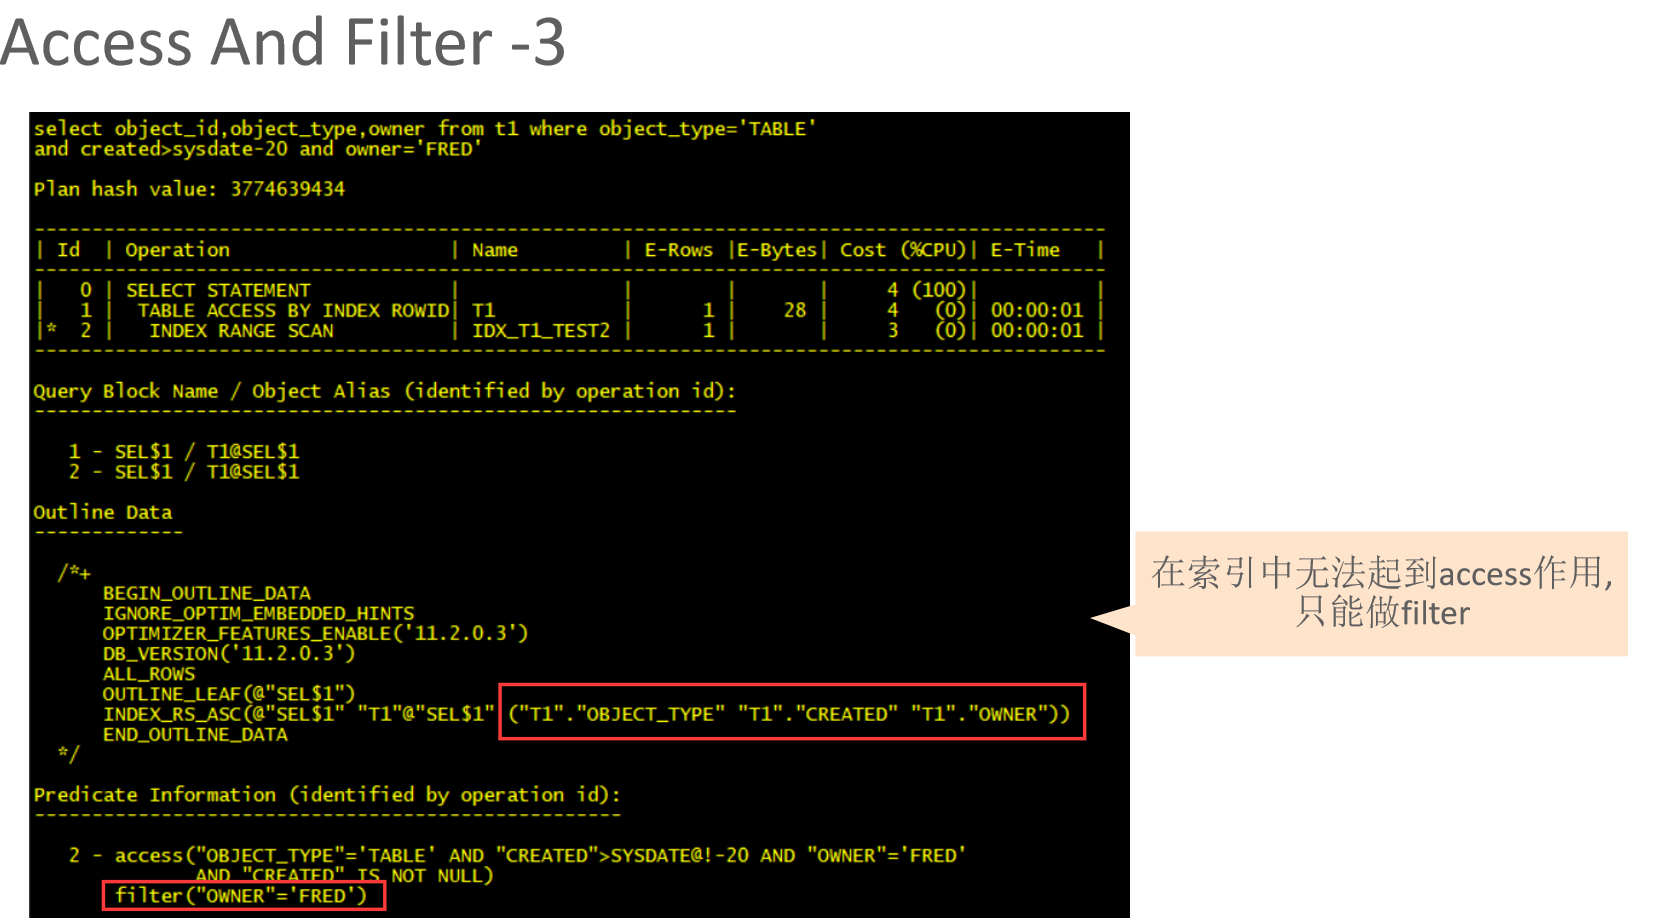 Access And Filter -3
select object_id,object_type,owner from t1 where object_type='TABLE'
and created>sysdate-20 and owner='FRED'
Plan hash value: 3774639434
-------------------------------------------------------------------------------------------
| Id  | Operation                   | Name         | E-Rows |E-Bytes| Cost (%CPU)| E-Time   |
-------------------------------------------------------------------------------------------
|   0 | SELECT STATEMENT            |              |        |       |     4 (100)|          |
|   1 |  TABLE ACCESS BY INDEX ROWID| T1           |      1 |    28 |     4   (0)| 00:00:01 |
|*  2 |   INDEX RANGE SCAN          | IDX_T1_TEST2 |      1 |       |     3   (0)| 00:00:01 |
-------------------------------------------------------------------------------------------
Query Block Name / Object Alias (identified by operation id):
-------------------------------------------------------------
1 - SEL$1 / T1@SEL$1
2 - SEL$1 / T1@SEL$1
Outline Data
-------------
/*+
BEGIN_OUTLINE_DATA
IGNORE_OPTIM_EMBEDDED_HINTS
OPTIMIZER_FEATURES_ENABLE('11.2.0.3')
DB_VERSION('11.2.0.3')
ALL_ROWS
OUTLINE_LEAF(@"SEL$1")
INDEX_RS_ASC(@"SEL$1" "T1"@"SEL$1" ("T1"."OBJECT_TYPE" "T1"."CREATED" "T1"."OWNER"))
END_OUTLINE_DATA
*/
Predicate Information (identified by operation id):
---------------------------------------------------
2 - access("OBJECT_TYPE"='TABLE' AND "CREATED">SYSDATE@!-20 AND "OWNER"='FRED'
AND "CREATED" IS NOT NULL)
filter("OWNER"='FRED')
在索引中无法起到access作用,
只能做filter